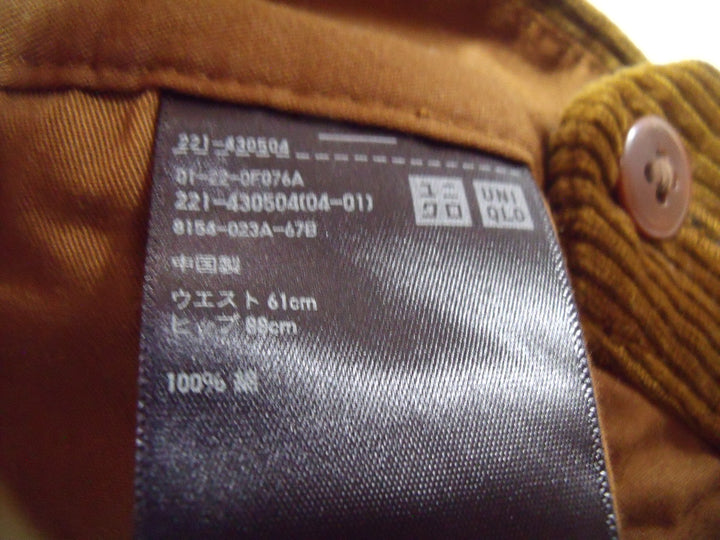 221-430504
01-22-0F076A
221-430504(04-01)
8154-023A-67B
ユニ
クロ
UNI
QLO
中国製
ウエスト 61cm
ヒップ 88cm
100% 綿